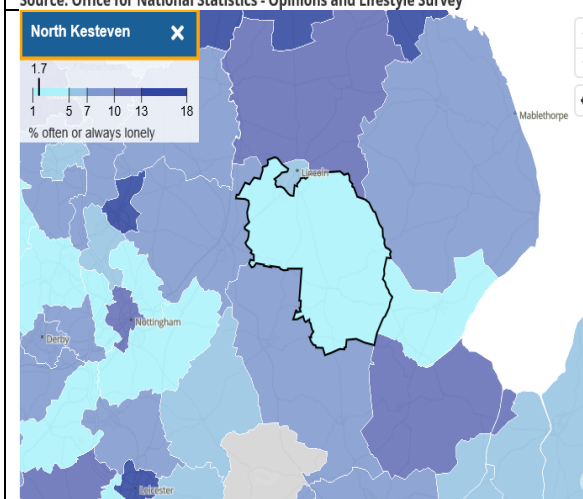 Source: Office for National Statistics - Opinions and Lifestyle Survey
North Kesteven ×
1.7
1 5 7 10 13 18
% often or always lonely
Mablethorpe
Lincoln
Nottingham
Derby
Leicester